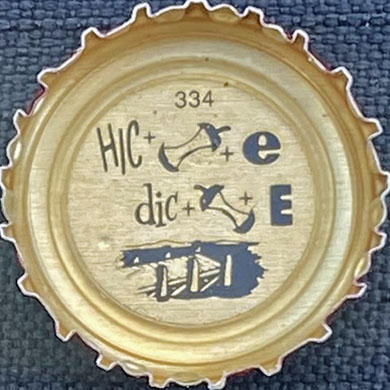 334
HIC + + e
dic + + E